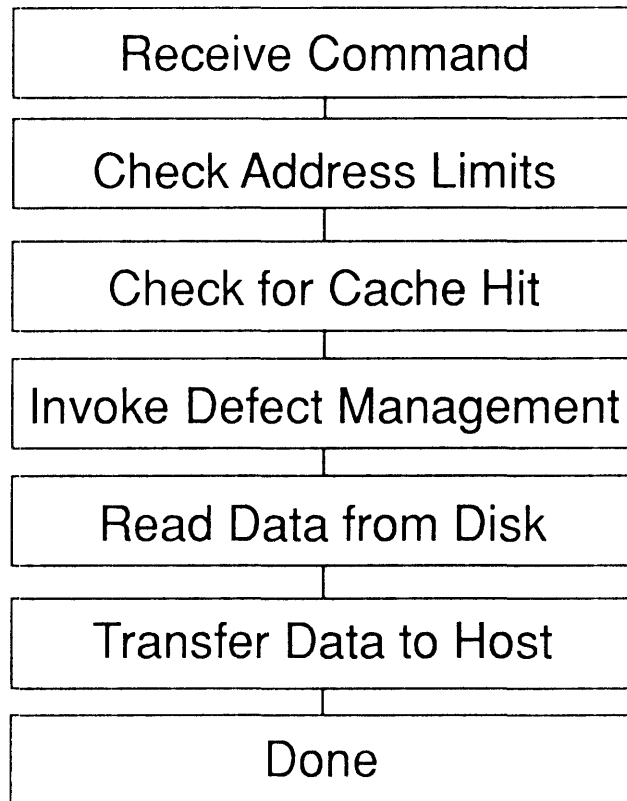 Receive Command
Check Address Limits
Check for Cache Hit
Invoke Defect Management
Read Data from Disk
Transfer Data to Host
Done